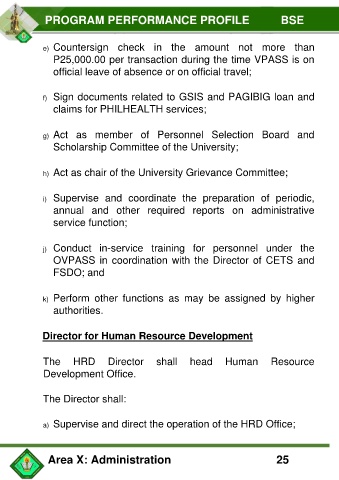 PROGRAM PERFORMANCE PROFILE BSE
e) Countersign check in the amount not more than
P25,000.00 per transaction during the time VPASS is on
official leave of absence or on official travel;
f) Sign documents related to GSIS and PAGIBIG loan and
claims for PHILHEALTH services;
g) Act as member of Personnel Selection Board and
Scholarship Committee of the University;
h) Act as chair of the University Grievance Committee;
i) Supervise and coordinate the preparation of periodic,
annual and other required reports on administrative
service function;
j) Conduct in-service training for personnel under the
OVPASS in coordination with the Director of CETS and
FSDO; and
k) Perform other functions as may be assigned by higher
authorities.
Director for Human Resource Development
The HRD Director shall head Human Resource
Development Office.
The Director shall:
a) Supervise and direct the operation of the HRD Office;
Area X: Administration 25